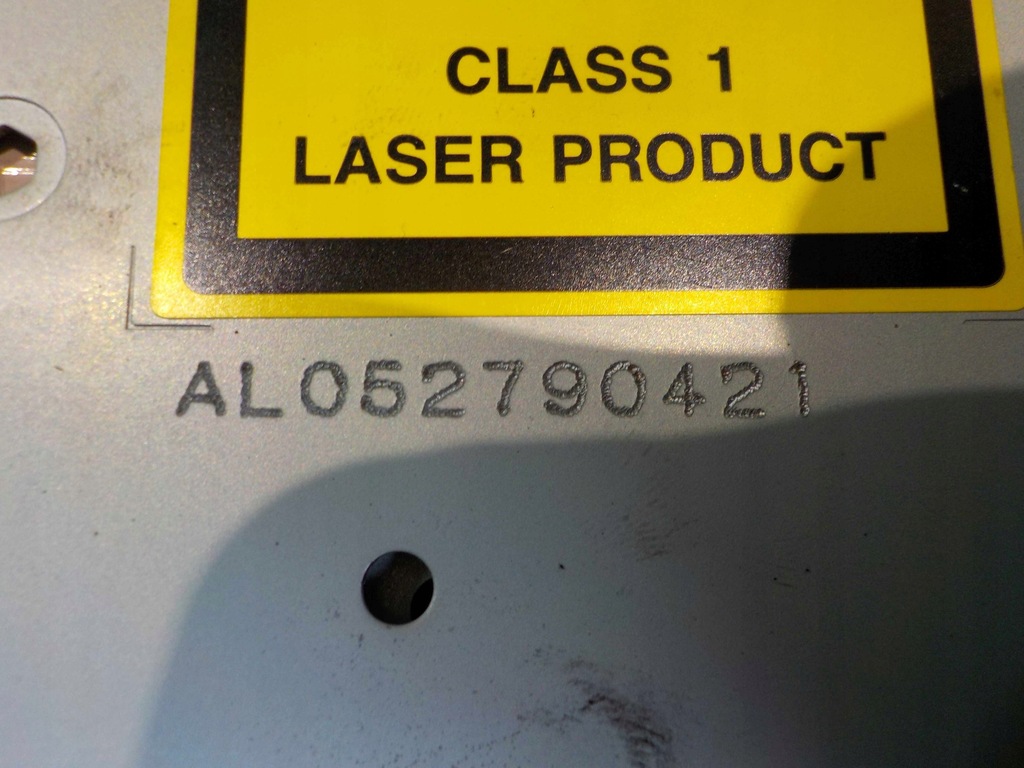 CLASS 1
LASER PRODUCT
AL052790421